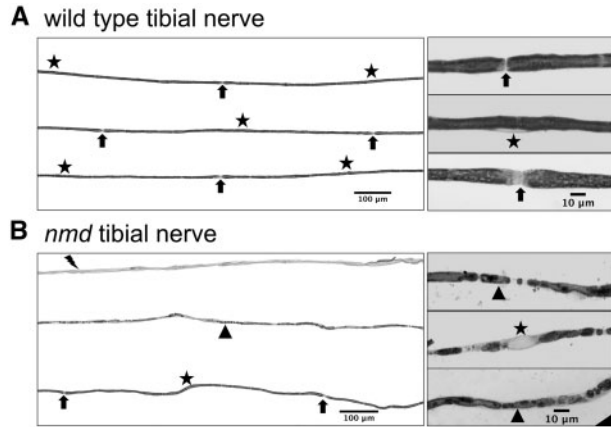 A wild type tibial nerve
100 µm
10 µm
B nmd tibial nerve
100 µm
10 µm